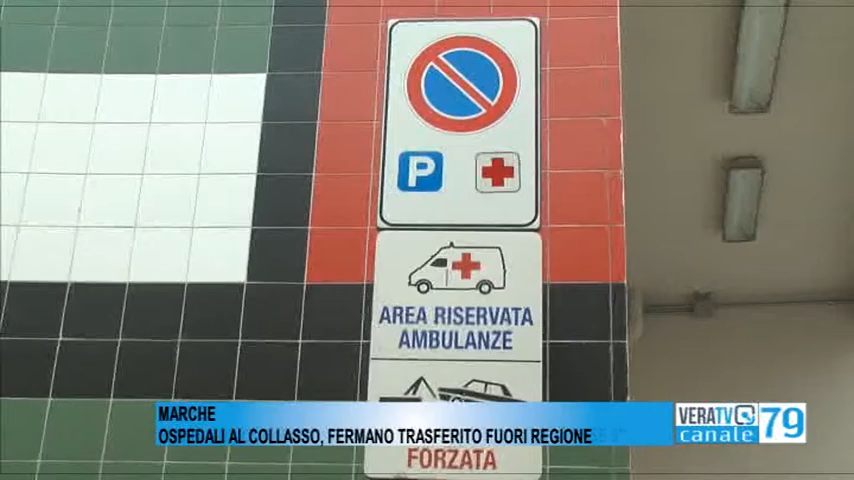 P
AREA RISERVATA
AMBULANZE
MARCHE
OSPEDALI AL COLLASSO, FERMANO TRASFERITO FUORI REGIONE
VERATV
canale 79
FORZATA